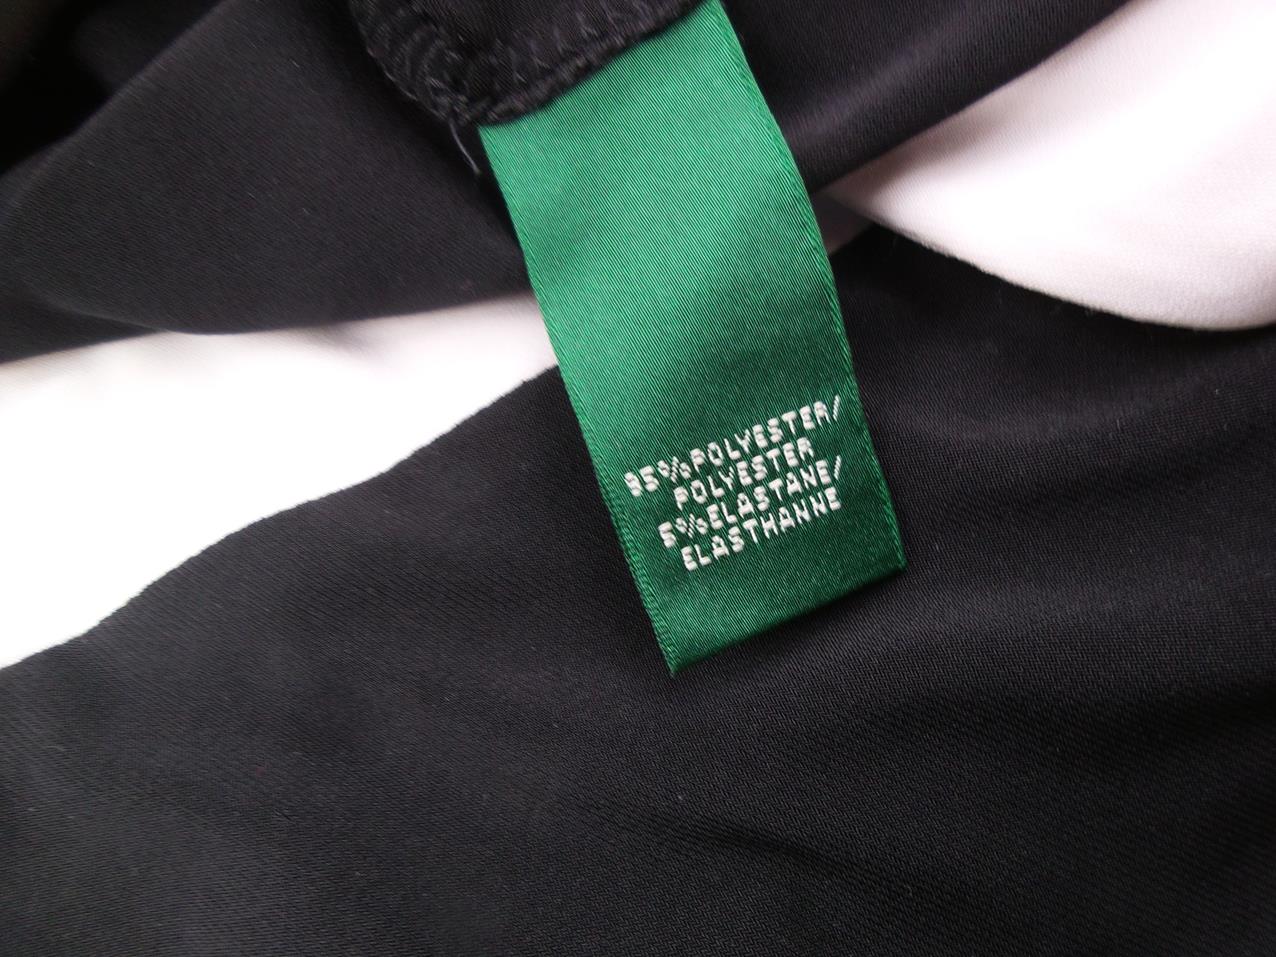 95%POLYESTER/
POLYESTER
5%ELASTANE/
ELASTHANNE